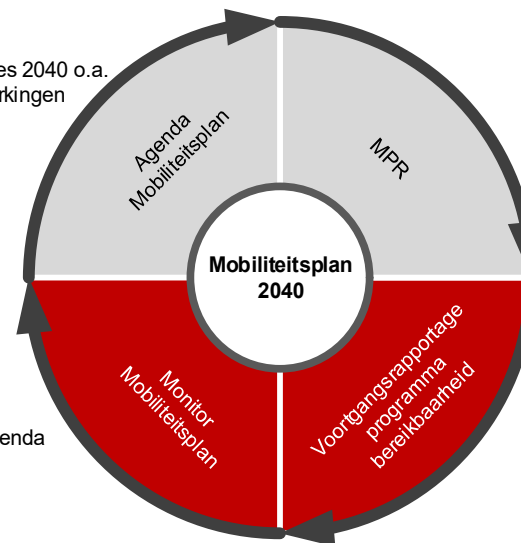 es 2040 o.a.
rkingen
Agenda
Mobiliteitsplan
MPR
Mobiliteitsplan
2040
Monitor
Mobiliteitsplan
Voortgangsrapportage
programma
bereikbaarheid
enda